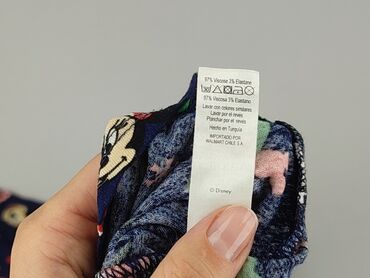 97% Viscose 3% Elastane
97% Viscosa 3% Elastano
Lavar con colores similares
Lavar por el reves
Planchar por el reves
Hecho en Turquía
IMPORTADO POR:
WALMART CHILE S.A
© Disney